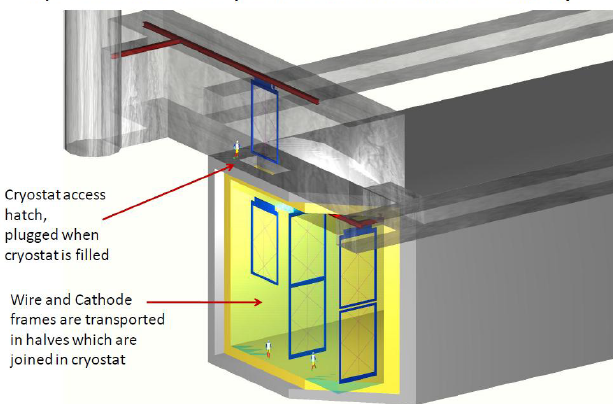 Cryostat access
hatch,
plugged when
cryostat is filled
Wire and Cathode
frames are transported
in halves which are
joined in cryostat